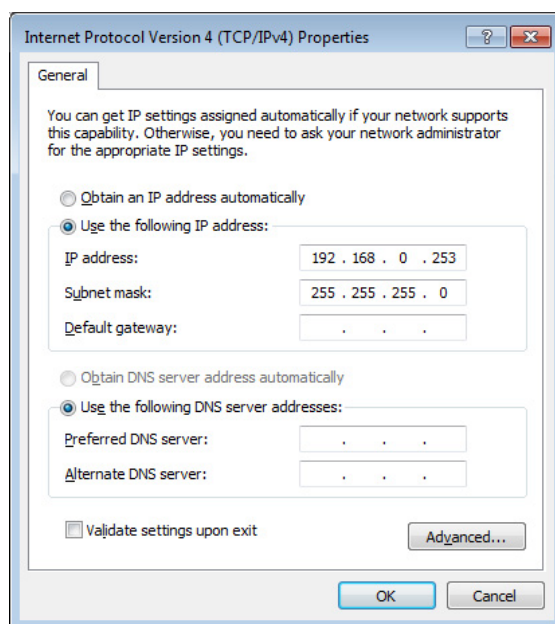 Internet Protocol Version 4 (TCP/IPv4) Properties
?
General
You can get IP settings assigned automatically if your network supports
this capability. Otherwise, you need to ask your network administrator
for the appropriate IP settings.
Obtain an IP address automatically
Use the following IP address:
IP address: 192 . 168 . 0 . 253
Subnet mask: 255 . 255 . 255 . 0
Default gateway: . . .
Obtain DNS server address automatically
Use the following DNS server addresses:
Preferred DNS server: . . .
Alternate DNS server: . . .
Validate settings upon exit
Advanced...
OK Cancel